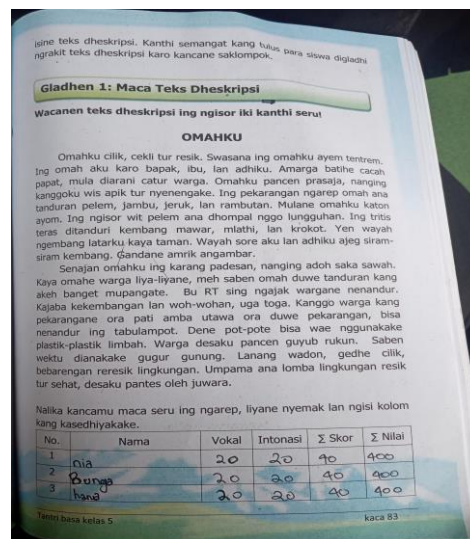 isine teks dheskripsi. Kanthi semangat kang tulus para siswa digladhi
ngrakit teks dheskripsi karo kancane saklompok.
Gladhen 1: Maca Teks Dheskripsi
Wacanen teks dheskripsi ing ngisor iki kanthi seru!
OMAHKU
Omahku cilik, cekli tur resik. Swasana ing omahku ayem tentrem.
Ing omah aku karo bapak, ibu, lan adhiku. Amarga batihe cacah
papat, mula diarani catur warga. Omahku pancen prasaja, nanging
kanggoku wis apik tur nyenengake. Ing pekarangan ngarep omah ana
tanduran pelem, jambu, jeruk, lan rambutan. Mulane omahku katon
ayom. Ing ngisor wit pelem ana dhompal nggo lungguhan. Ing tritis
teras ditanduri kembang mawar, mlathi, lan krokot. Yen wayah
ngembang latarku kaya taman. Wayah sore aku lan adhiku ajeg siram-
siram kembang. Gandane amrik angambar.
Senajan omahku ing karang padesan, nanging adoh saka sawah.
Kaya omahe warga liya-liyane, meh saben omah duwe tanduran kang
akeh banget mupangate. Bu RT sing ngajak wargane nenandur.
Kajaba kekembangan lan woh-wohan, uga toga. Kanggo warga kang
pekarangane ora pati amba utawa ora duwe pekarangan, bisa
nenandur ing tabulampot. Dene pot-pote bisa wae nggunakake
plastik-plastik limbah. Warga desaku pancen guyub rukun. Saben
wektu dianakake gugur gunung. Lanang wadon, gedhe cilik,
bebarengan reresik lingkungan. Umpama ana lomba lingkungan resik
tur sehat, desaku pantes oleh juwara.
Nalika kancamu maca seru ing ngarep, liyane nyemak lan ngisi kolom
kang kasedhiyakake.
No. Nama Vokal Intonasi Σ Skor Σ Nilai
1 nia 20 20 40 400
2 Bunga 20 20 40 400
3 hana 20 20 40 400
Tantri basa kelas 5 kaca 83